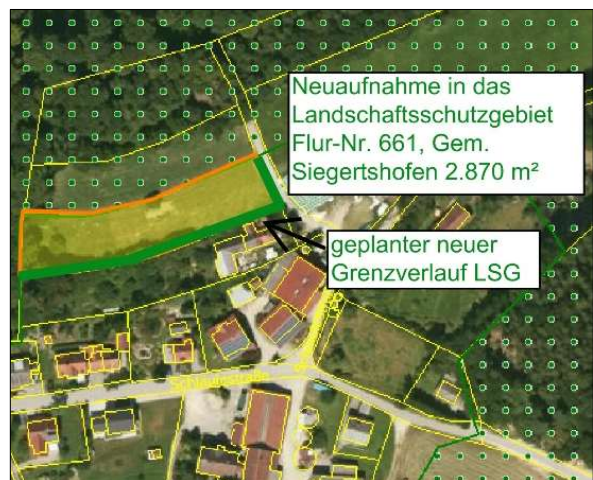 Neuaufnahme in das
Landschaftsschutzgebiet
Flur-Nr. 661, Gem.
Siegertshofen 2.870 m²
geplanter neuer
Grenzverlauf LSG